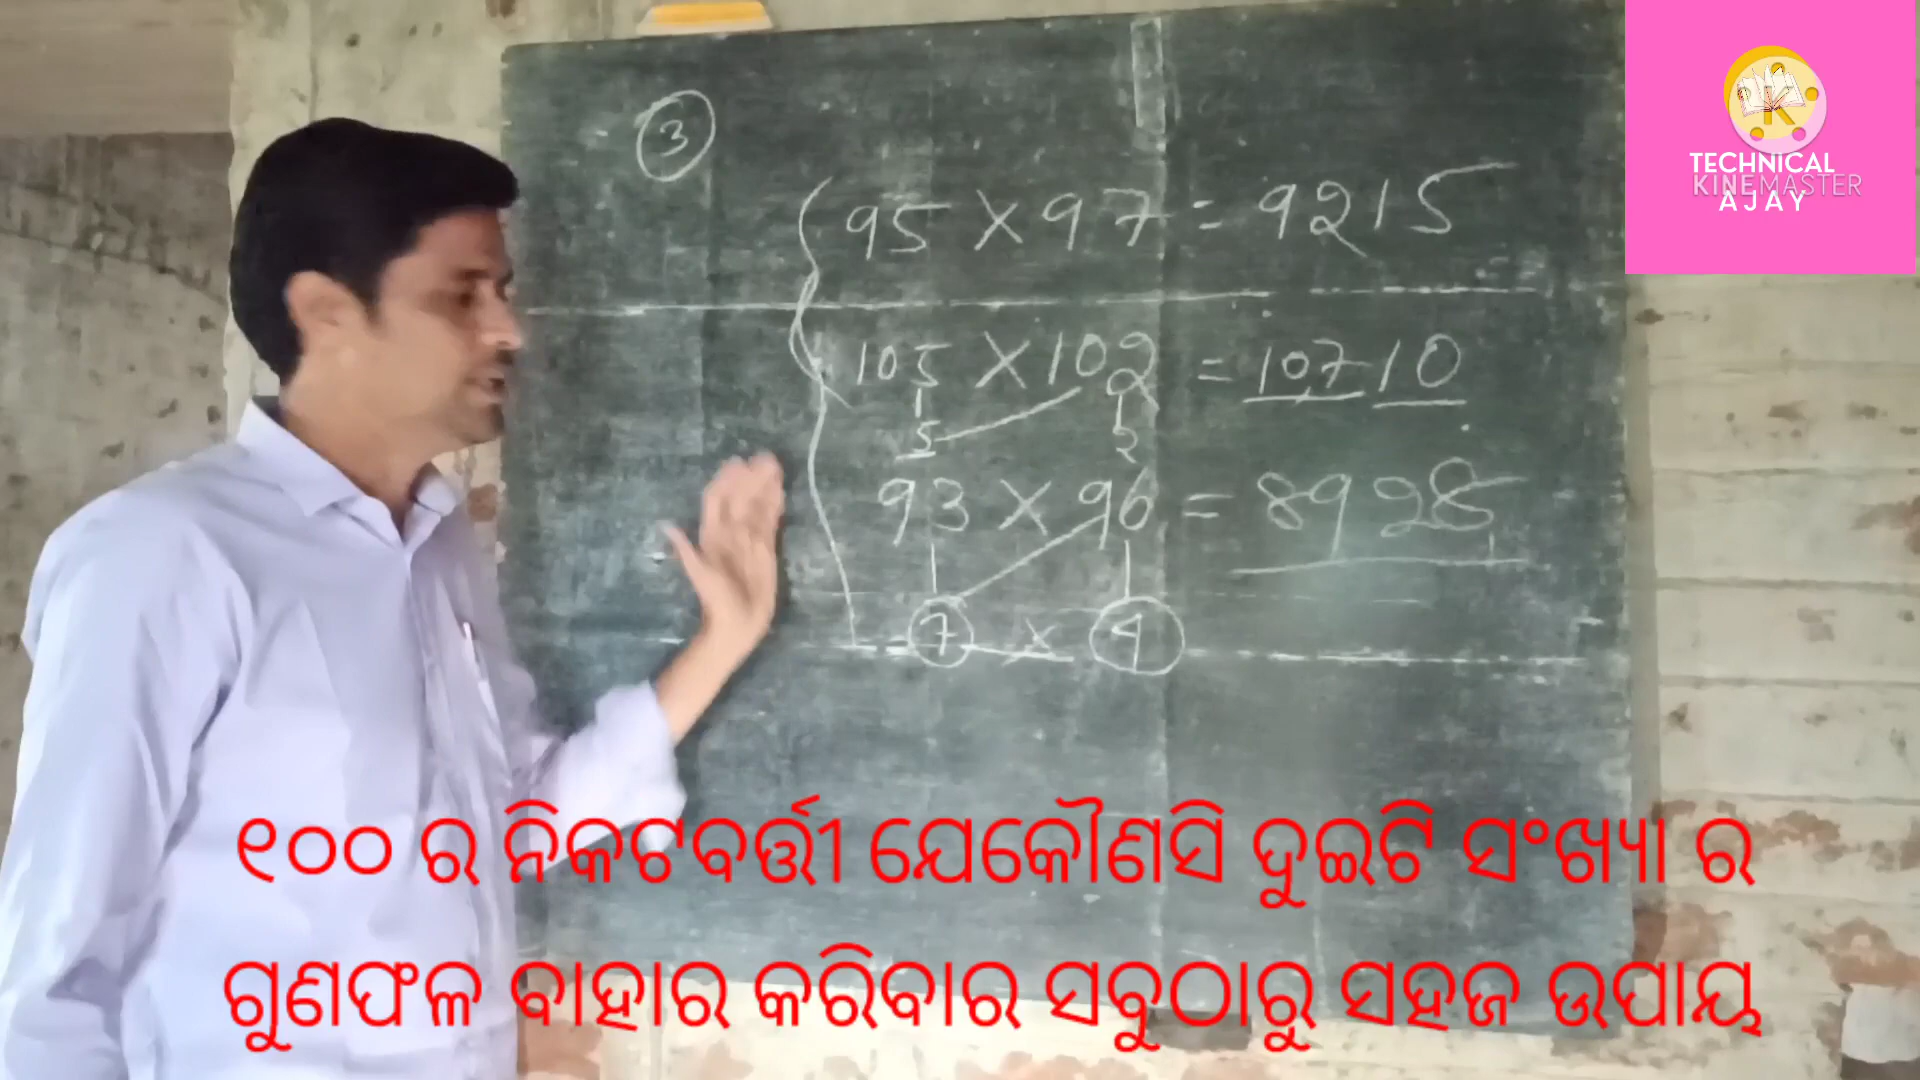 TECHNICAL
KINEMASTER
AJAY
3
95 X 97 = 9215
105 X 102 = 10710
5 2
93 X 96 = 8928
7 x 4
୧୦୦ ର ନିକଟବର୍ତ୍ତୀ ଯେକୌଣସି ଦୁଇଟି ସଂଖ୍ୟା ର
ଗୁଣଫଳ ବାହାର କରିବାର ସବୁଠାରୁ ସହଜ ଉପାୟ